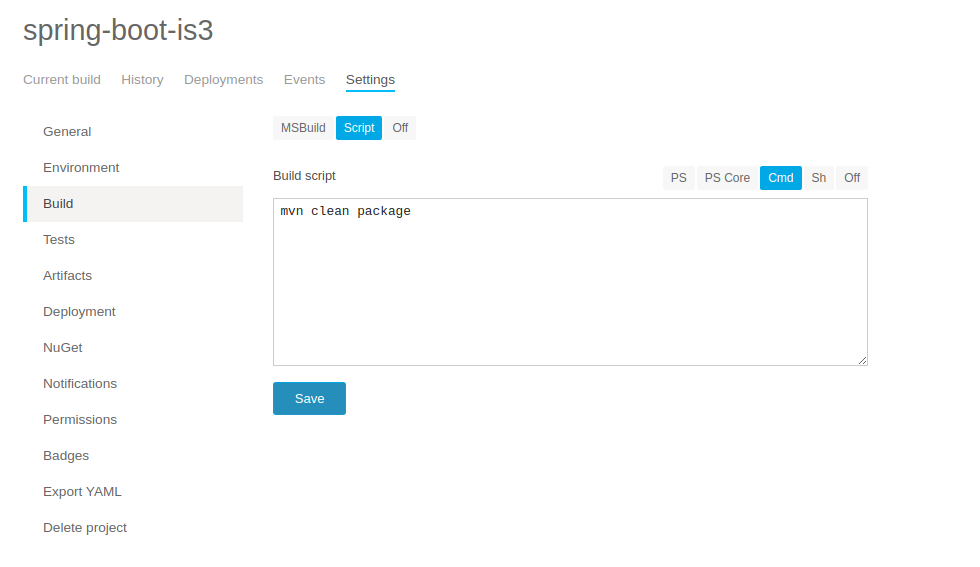 spring-boot-is3
Current build History Deployments Events Settings
General
Environment
Build
Tests
Artifacts
Deployment
NuGet
Notifications
Permissions
Badges
Export YAML
Delete project
MSBuild Script Off
Build script PS PS Core Cmd Sh Off
mvn clean package
Save